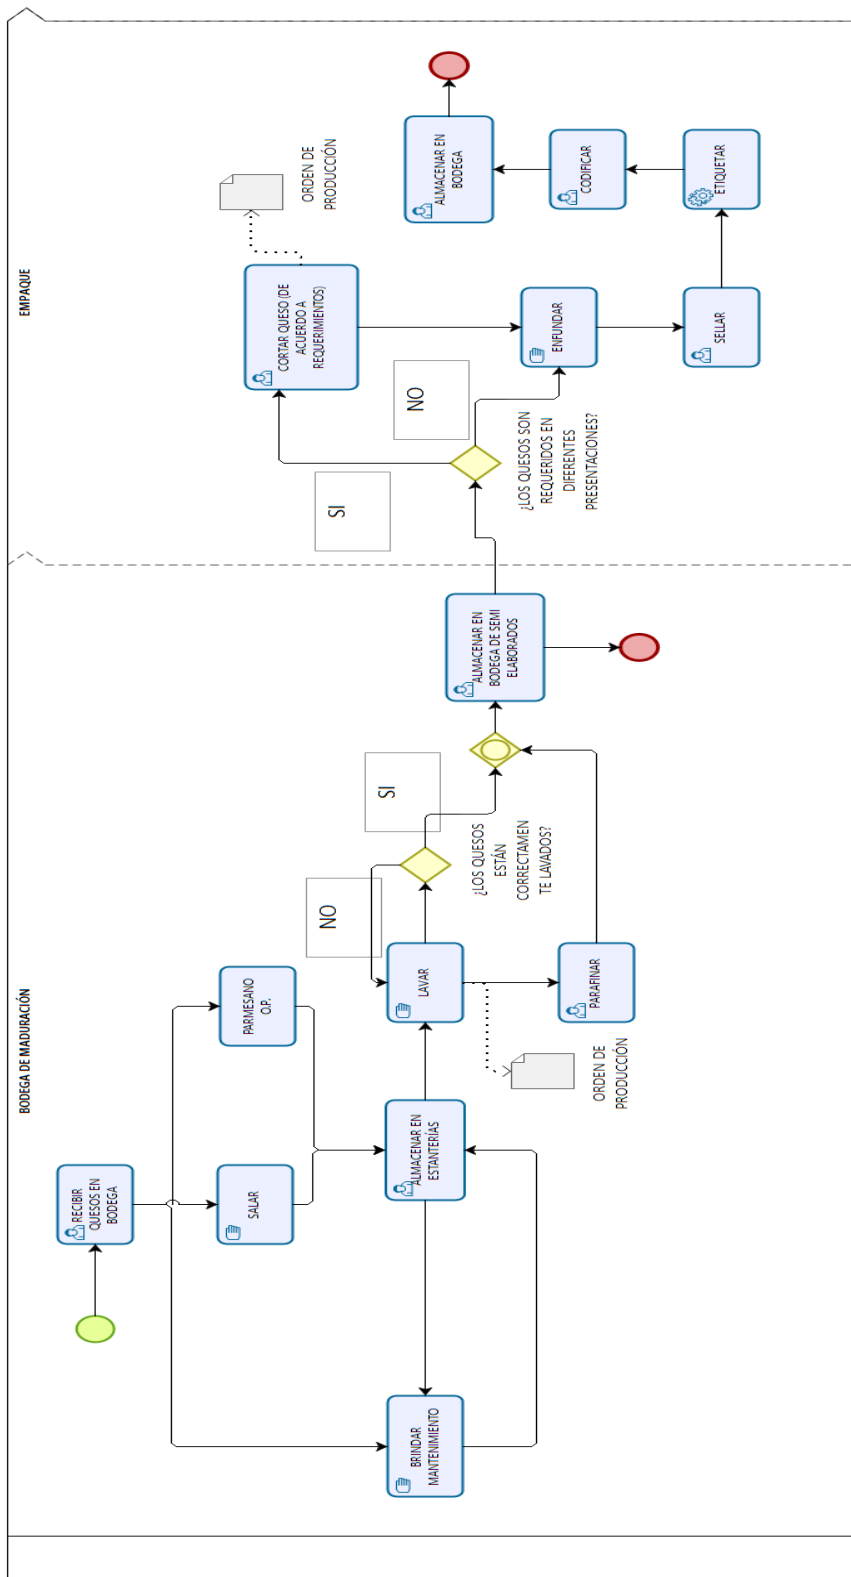 BODEGA DE MADURACIÓN
RECIBIR
QUESOS EN
BODEGA
SALAR
PARMESANO
O.P.
BRINDAR
MANTENIMIENTO
ALMACENAR EN
ESTANTERÍAS
LAVAR
NO
SI
¿LOS QUESOS
ESTÁN
CORRECTAMEN
TE LAVADOS?
ORDEN DE
PRODUCCIÓN
PARAFINAR
ALMACENAR EN
BODEGA DE SEMI
ELABORADOS
EMPAQUE
SI
NO
¿LOS QUESOS SON
REQUERIDOS EN
DIFERENTES
PRESENTACIONES?
CORTAR QUESO (DE
ACUERDO A
REQUERIMIENTOS)
ORDEN DE
PRODUCCIÓN
ENFUNDAR
SELLAR
ETIQUETAR
CODIFICAR
ALMACENAR EN
BODEGA